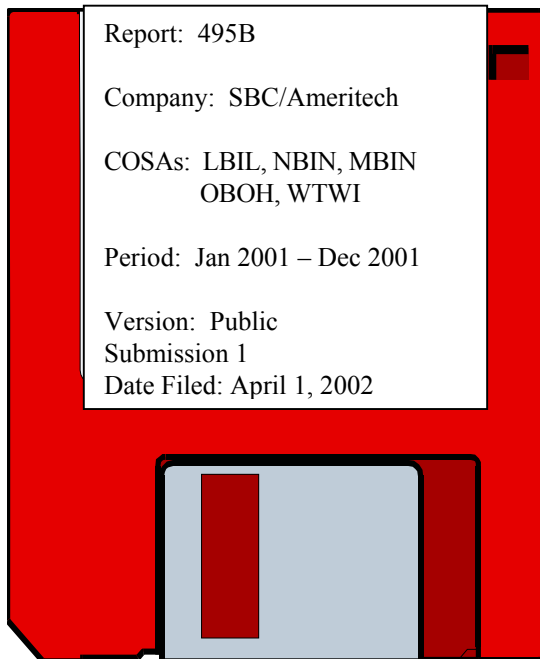 Report: 495B
Company: SBC/Ameritech
COSAs: LBIL, NBIN, MBIN
OBOH, WTWI
Period: Jan 2001 – Dec 2001
Version: Public
Submission 1
Date Filed: April 1, 2002